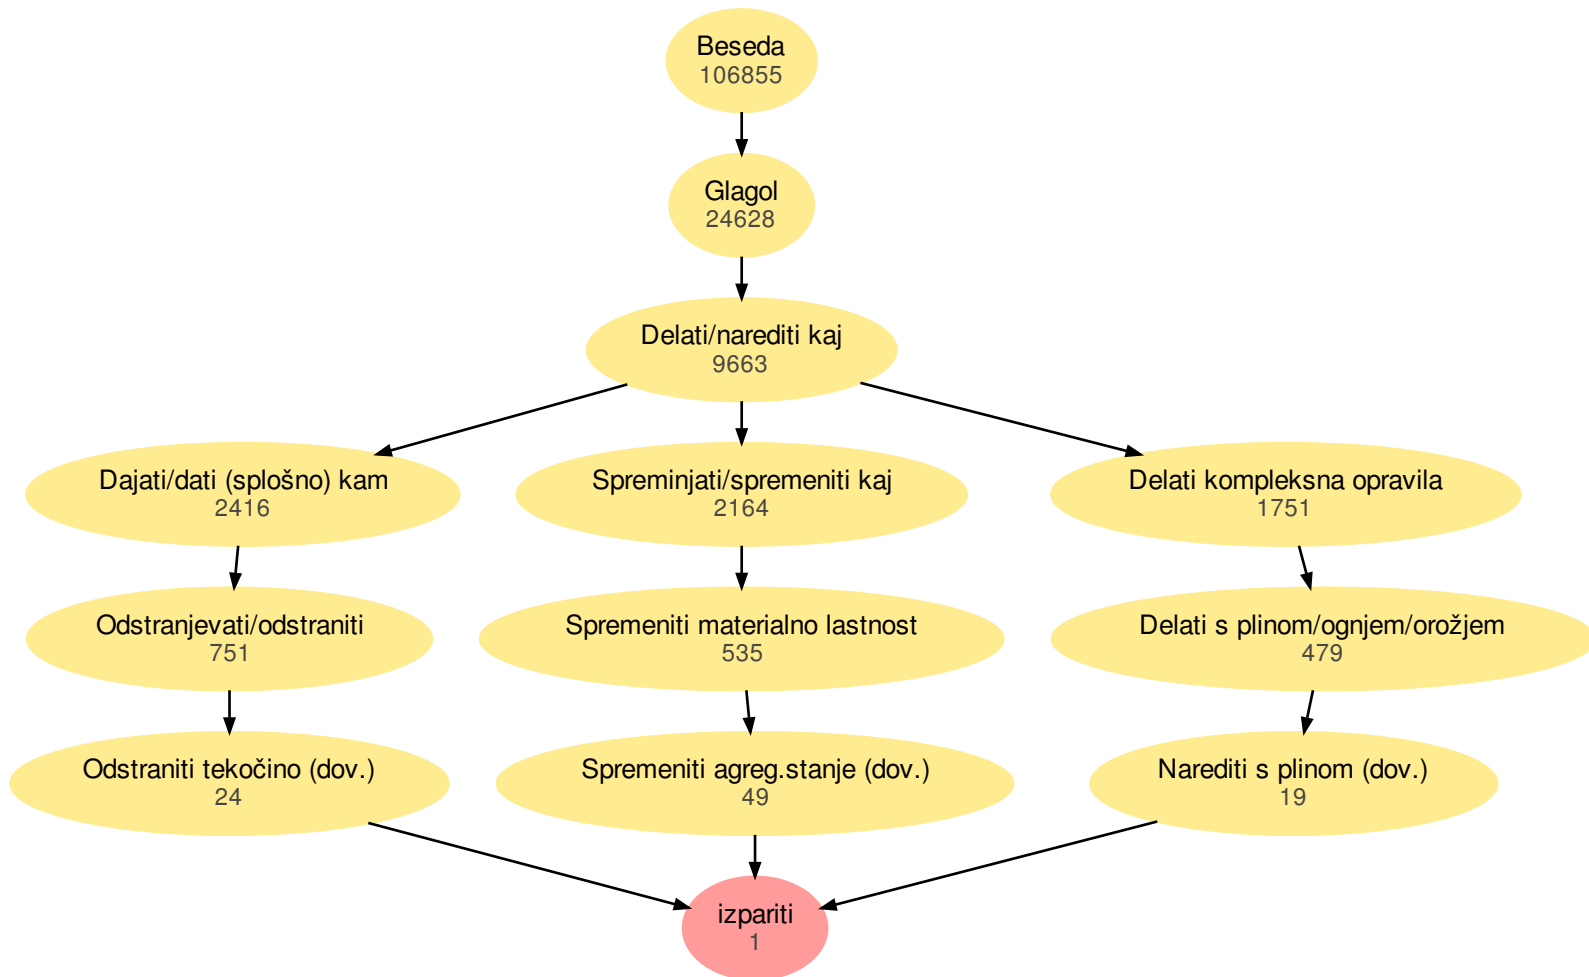 Beseda
106855
Glagol
24628
Delati/narediti kaj
9663
Dajati/dati (splošno) kam
2416
Spreminjati/spremeniti kaj
2164
Delati kompleksna opravila
1751
Odstranjevati/odstraniti
751
Spremeniti materialno lastnost
535
Delati s plinom/ognjem/orožjem
479
Odstraniti tekočino (dov.)
24
Spremeniti agreg.stanje (dov.)
49
Narediti s plinom (dov.)
19
izpariti
1